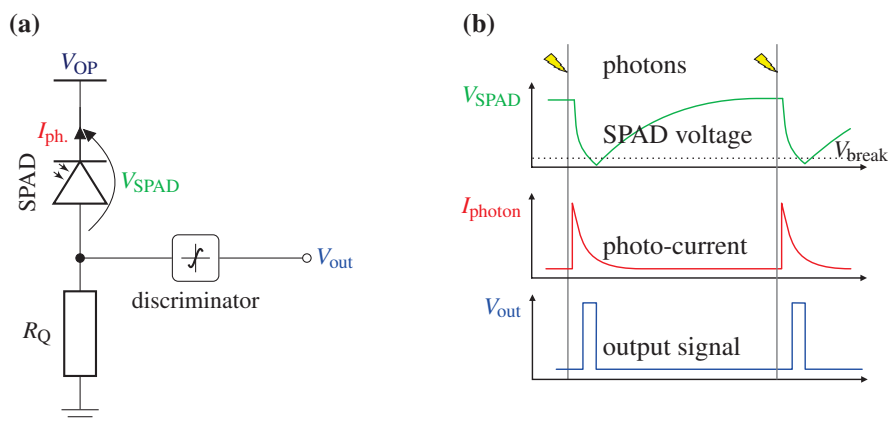 (a)
V_OP
I_ph.
SPAD
V_SPAD
V_out
discriminator
R_Q
(b)
photons
V_SPAD
SPAD voltage
V_break
I_photon
photo-current
V_out
output signal